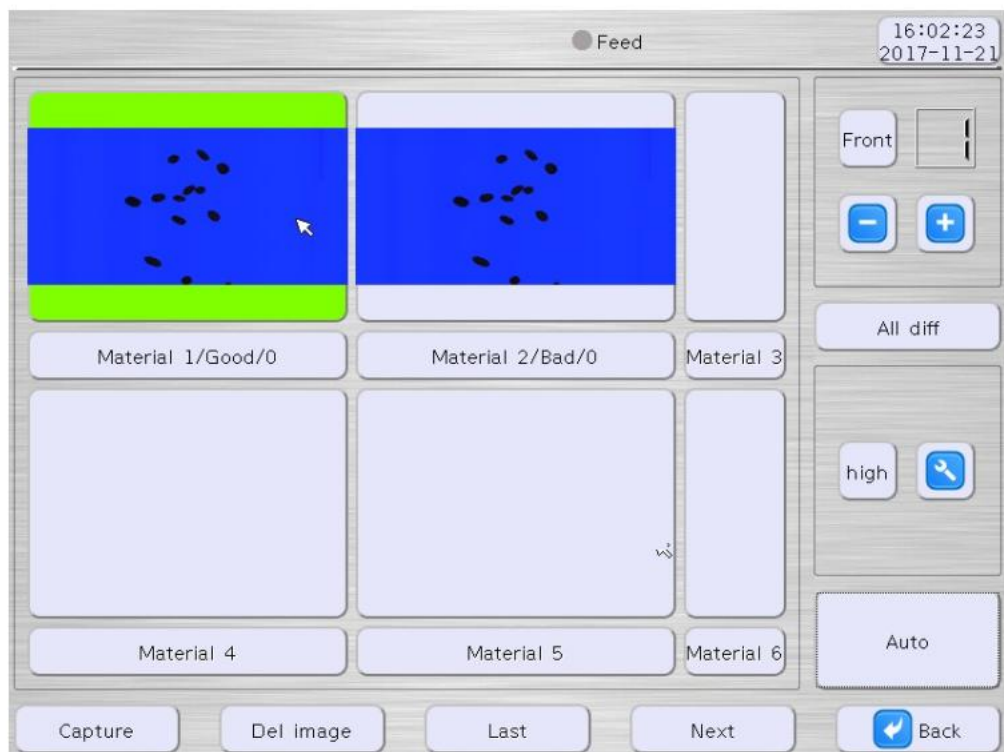 Feed
16:02:23
2017-11-21
Front
1
All diff
Material 1/Good/0
Material 2/Bad/0
Material 3
high
Material 4
Material 5
Material 6
Auto
Capture
Del image
Last
Next
Back